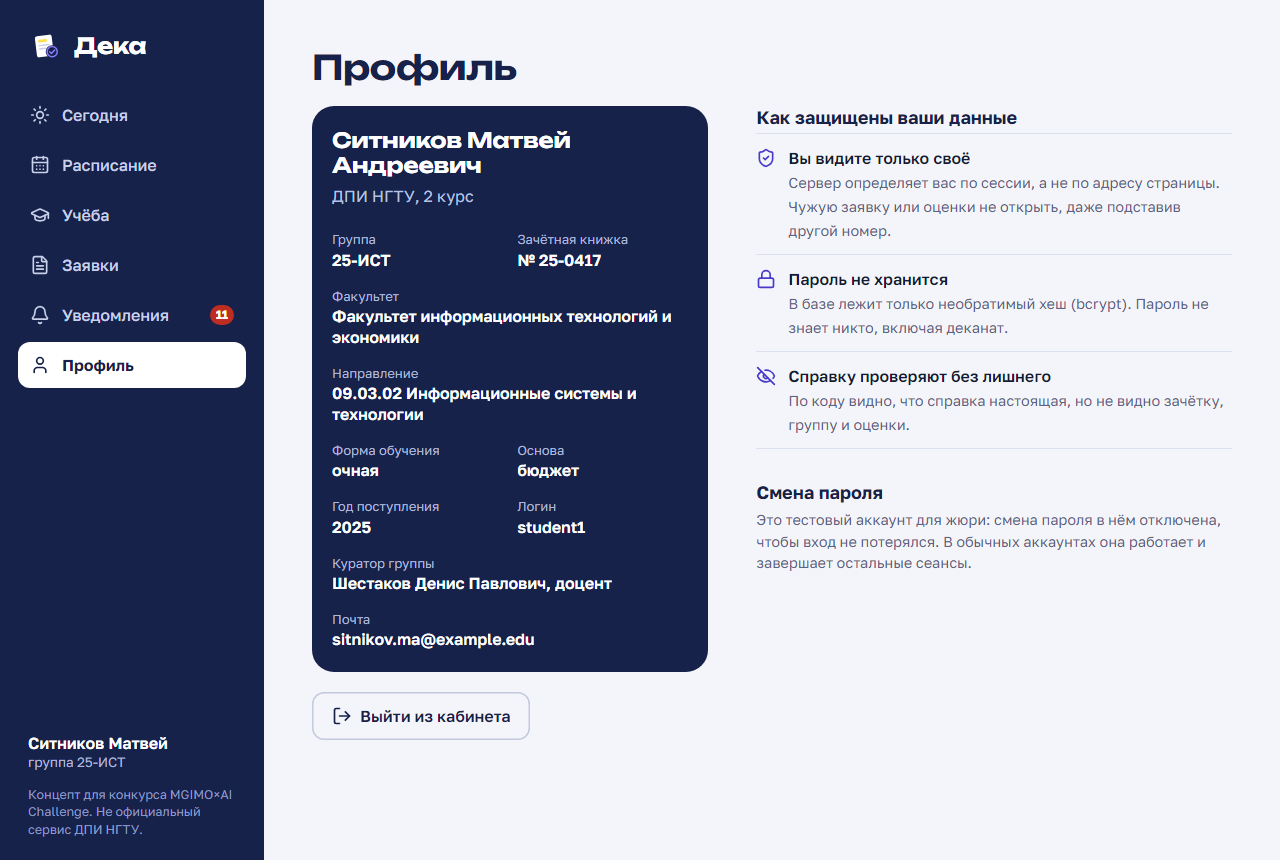 Дека
Сегодня
Расписание
Учёба
Заявки
Уведомления 11
Профиль
Ситников Матвей
группа 25-ИСТ
Концепт для конкурса MGIMO×AI
Challenge. Не официальный
сервис ДПИ НГТУ.
Профиль
Ситников Матвей
Андреевич
ДПИ НГТУ, 2 курс
Группа
25-ИСТ
Зачётная книжка
№ 25-0417
Факультет
Факультет информационных технологий и
экономики
Направление
09.03.02 Информационные системы и
технологии
Форма обучения
очная
Основа
бюджет
Год поступления
2025
Логин
student1
Куратор группы
Шестаков Денис Павлович, доцент
Почта
sitnikov.ma@example.edu
Выйти из кабинета
Как защищены ваши данные
Вы видите только своё
Сервер определяет вас по сессии, а не по адресу страницы.
Чужую заявку или оценки не открыть, даже подставив
другой номер.
Пароль не хранится
В базе лежит только необратимый хеш (bcrypt). Пароль не
знает никто, включая деканат.
Справку проверяют без лишнего
По коду видно, что справка настоящая, но не видно зачётку,
группу и оценки.
Смена пароля
Это тестовый аккаунт для жюри: смена пароля в нём отключена,
чтобы вход не потерялся. В обычных аккаунтах она работает и
завершает остальные сеансы.